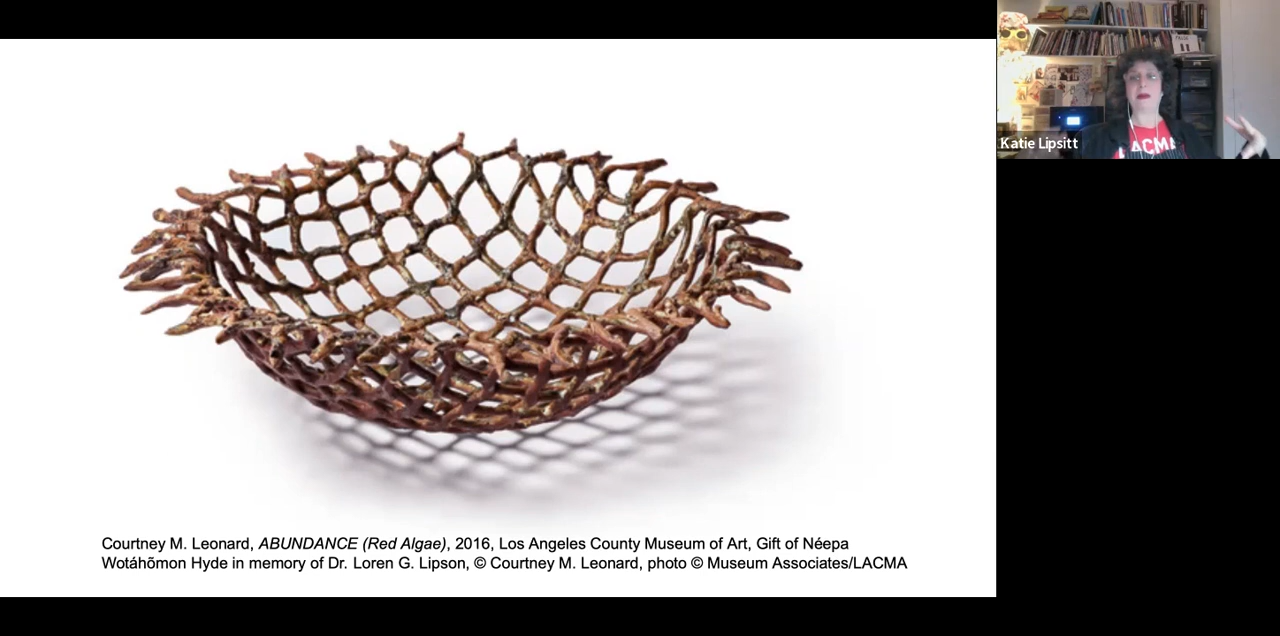 Courtney M. Leonard, ABUNDANCE (Red Algae), 2016, Los Angeles County Museum of Art, Gift of Néepa
Wotáhõmon Hyde in memory of Dr. Loren G. Lipson, © Courtney M. Leonard, photo © Museum Associates/LACMA
Katie Lipsitt
LACMA